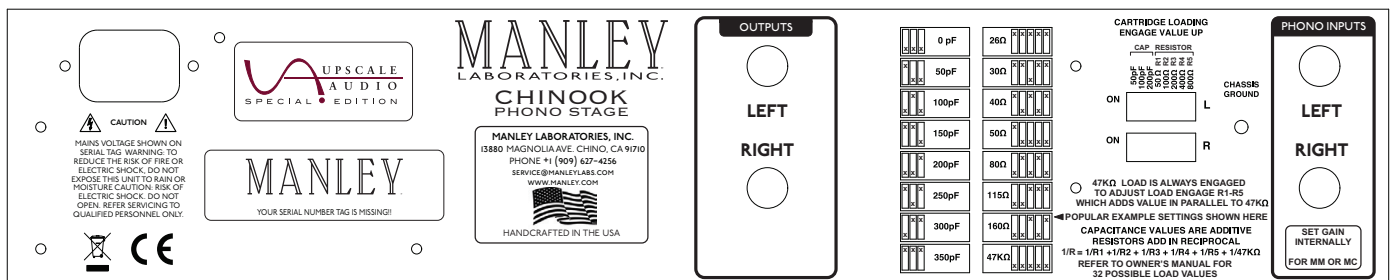 UPSCALE
AUDIO
SPECIAL EDITION
CAUTION
MAINS VOLTAGE SHOWN ON
SERIAL TAG WARNING: TO
REDUCE THE RISK OF FIRE OR
ELECTRIC SHOCK, DO NOT
EXPOSE THIS UNIT TO RAIN OR
MOISTURE CAUTION: RISK OF
ELECTRIC SHOCK. DO NOT
OPEN. REFER SERVICING TO
QUALIFIED PERSONNEL ONLY.
CE
MANLEY
YOUR SERIAL NUMBER TAG IS MISSING!!
MANLEY
LABORATORIES, INC.
CHINOOK
PHONO STAGE
MANLEY LABORATORIES, INC.
13880 MAGNOLIA AVE. CHINO, CA 91710
PHONE +1 (909) 627-4256
SERVICE@MANLEYLABS.COM
WWW.MANLEY.COM
HANDCRAFTED IN THE USA
OUTPUTS
LEFT
RIGHT
0 pF 26Ω
50pF 30Ω
100pF 40Ω
150pF 50Ω
200pF 80Ω
250pF 115Ω
300pF 160Ω
350pF 47KΩ
CARTRIDGE LOADING
ENGAGE VALUE UP
CAP RESISTOR
50pF
100pF
200pF
50 Ω R1
100Ω R2
200Ω R3
400Ω R4
800Ω R5
ON L
ON R
CHASSIS
GROUND
47KΩ LOAD IS ALWAYS ENGAGED
TO ADJUST LOAD ENGAGE R1-R5
WHICH ADDS VALUE IN PARALLEL TO 47KΩ
◀POPULAR EXAMPLE SETTINGS SHOWN HERE
CAPACITANCE VALUES ARE ADDITIVE
RESISTORS ADD IN RECIPROCAL
1/R = 1/R1 +1/R2 + 1/R3 + 1/R4 + 1/R5 + 1/47KΩ
REFER TO OWNER'S MANUAL FOR
32 POSSIBLE LOAD VALUES
PHONO INPUTS
LEFT
RIGHT
SET GAIN
INTERNALLY
FOR MM OR MC